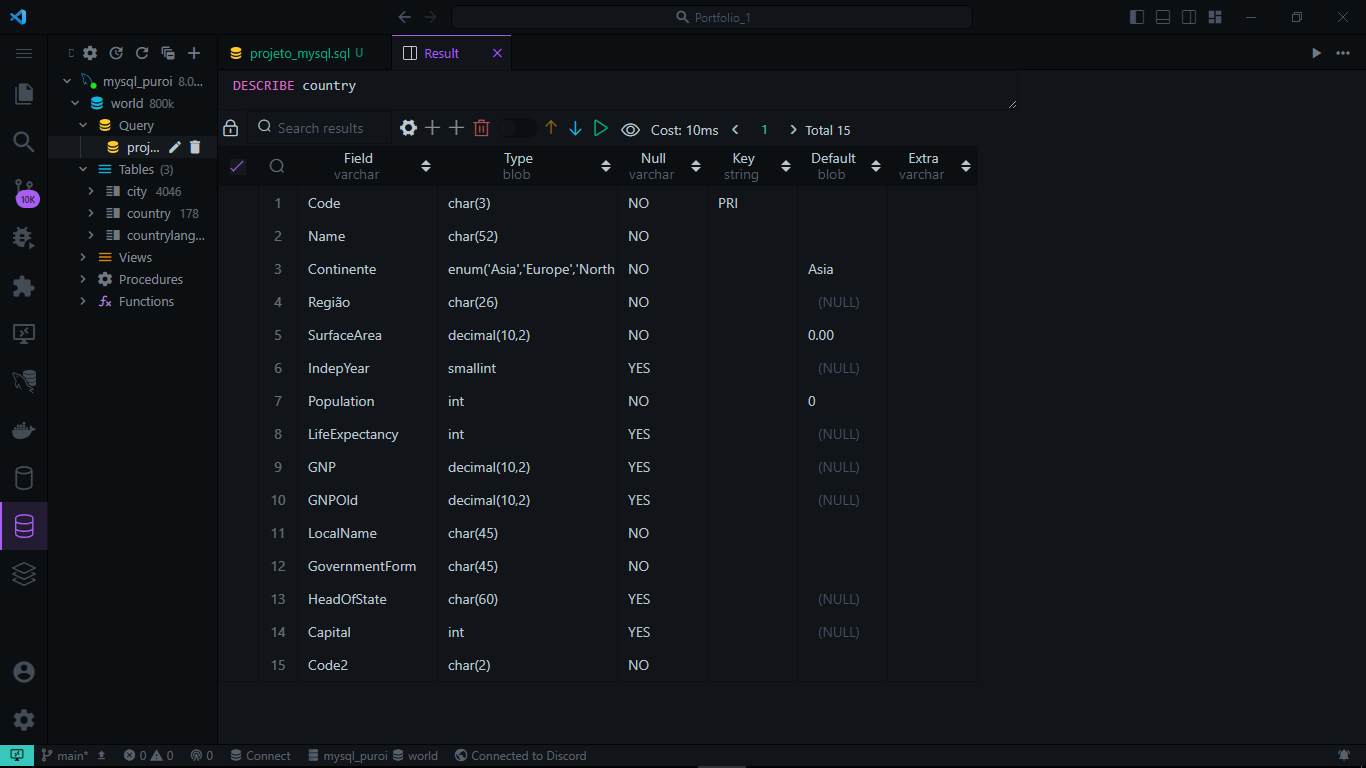 Portfolio_1
projeto_mysql.sql U
Result
DESCRIBE country
mysql_puroi 8.0...
world 800k
Query
proj...
Tables (3)
city 4046
country 178
countrylang...
Views
Procedures
Functions
10K
Search results
Cost: 10ms
1
Total 15
Field Type Null Key Default Extra
varchar blob varchar string blob varchar
1 Code char(3) NO PRI
2 Name char(52) NO
3 Continente enum('Asia','Europe','North NO Asia
4 Região char(26) NO (NULL)
5 SurfaceArea decimal(10,2) NO 0.00
6 IndepYear smallint YES (NULL)
7 Population int NO 0
8 LifeExpectancy int YES (NULL)
9 GNP decimal(10,2) YES (NULL)
10 GNPOld decimal(10,2) YES (NULL)
11 LocalName char(45) NO
12 GovernmentForm char(45) NO
13 HeadOfState char(60) YES (NULL)
14 Capital int YES (NULL)
15 Code2 char(2) NO
main* 0 0 0 Connect mysql_puroi world Connected to Discord